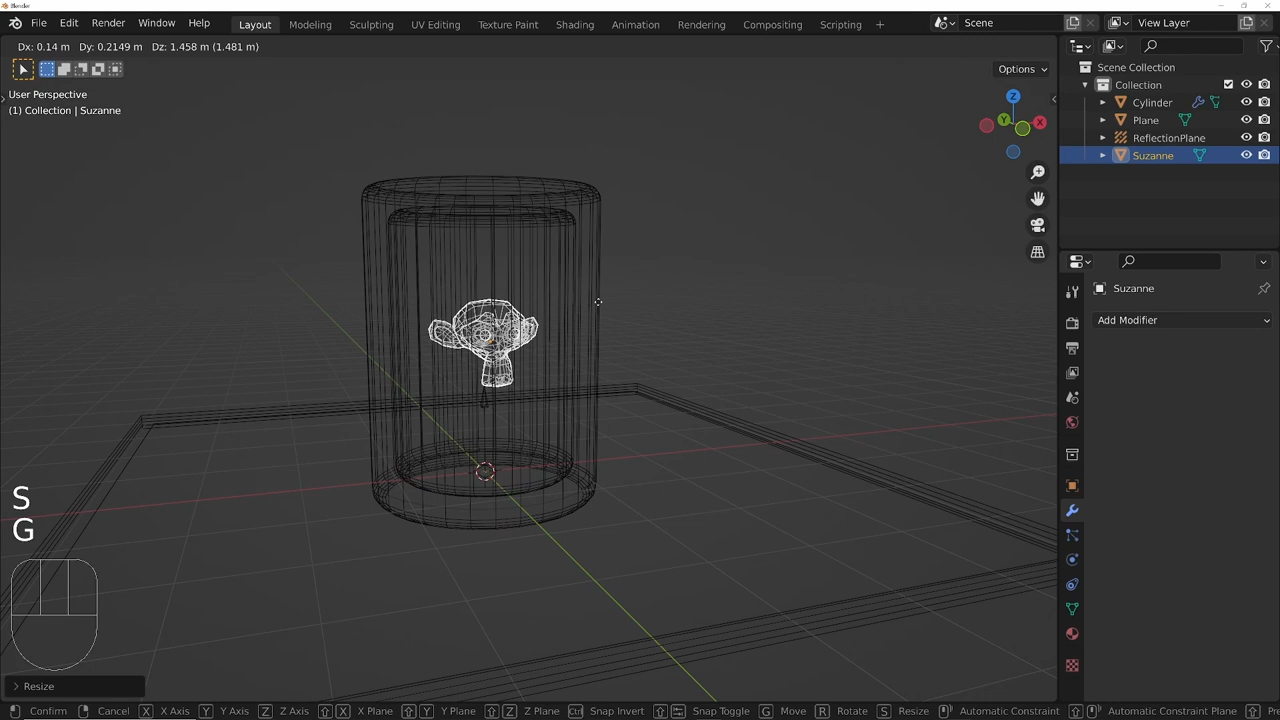 Blender
File Edit Render Window Help Layout Modeling Sculpting UV Editing Texture Paint Shading Animation Rendering Compositing Scripting + Scene View Layer
Dx: 0.14 m Dy: 0.2149 m Dz: 1.458 m (1.481 m)
Options
User Perspective
(1) Collection | Suzanne
Z
Y
X
Scene Collection
Collection
Cylinder
Plane
ReflectionPlane
Suzanne
Suzanne
Add Modifier
S
G
Resize
Confirm Cancel X X Axis Y Y Axis Z Z Axis X X Plane Y Y Plane Z Z Plane Ctrl Snap Invert Snap Toggle G Move R Rotate S Resize Automatic Constraint Automatic Constraint Plane